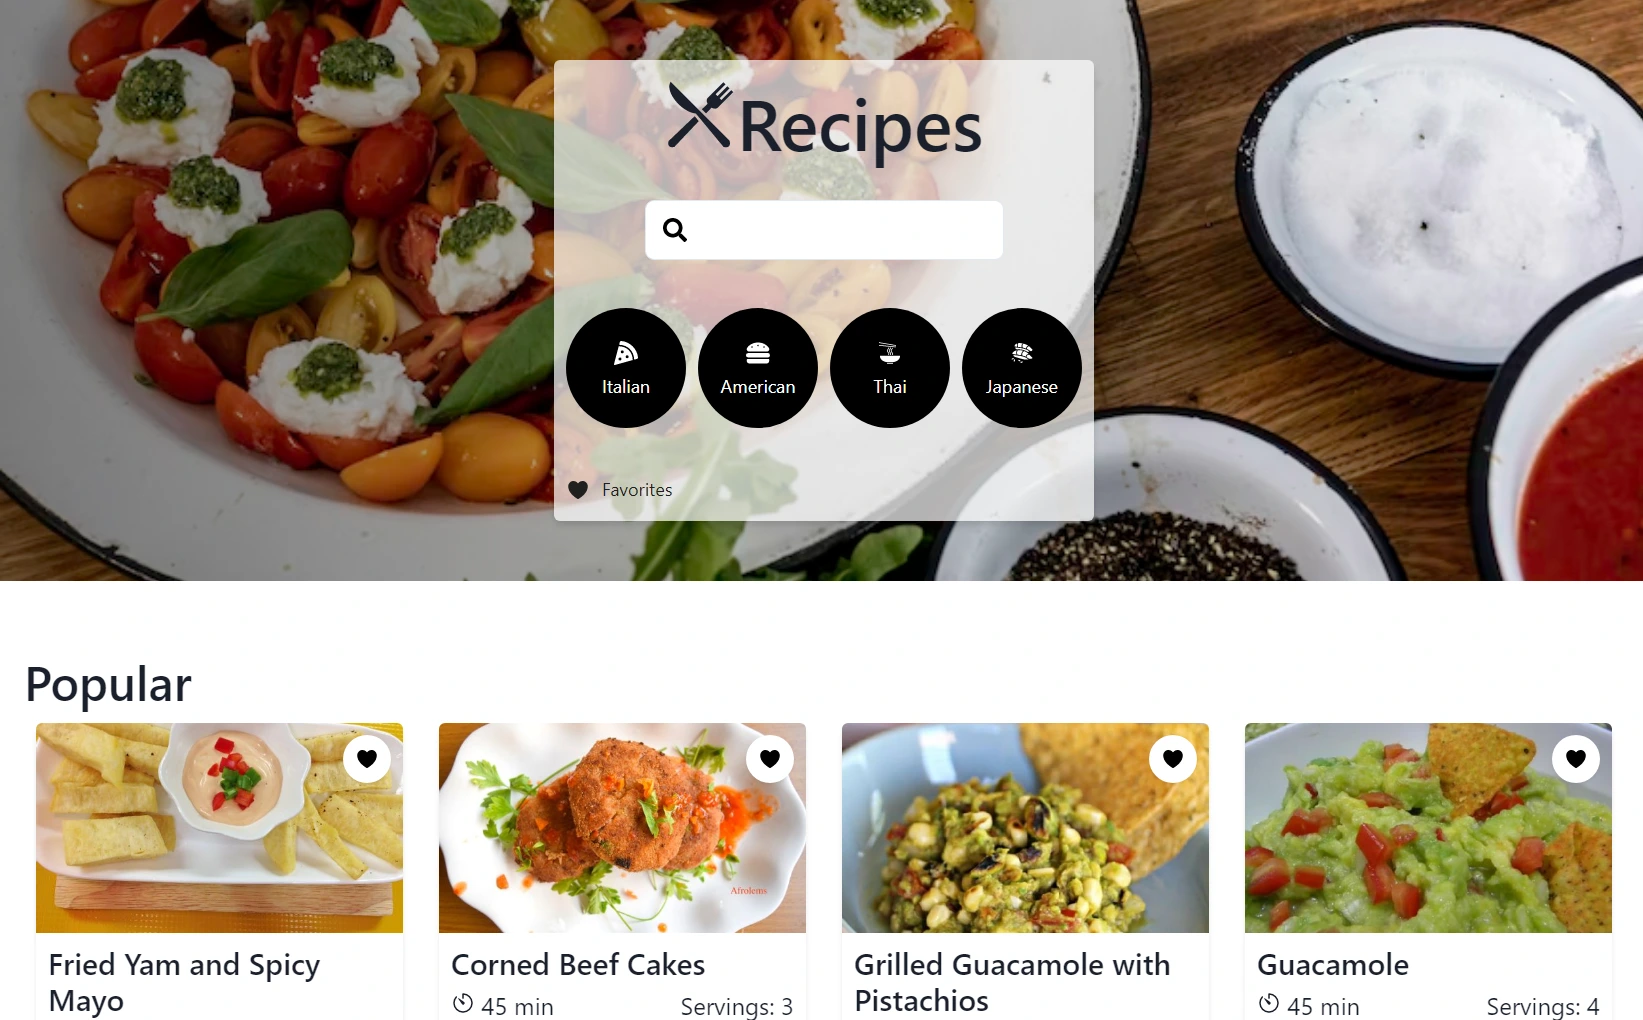 Recipes
Italian
American
Thai
Japanese
Favorites
Popular
Afrolems
Fried Yam and Spicy
Mayo
Corned Beef Cakes
45 min Servings: 3
Grilled Guacamole with
Pistachios
Guacamole
45 min Servings: 4